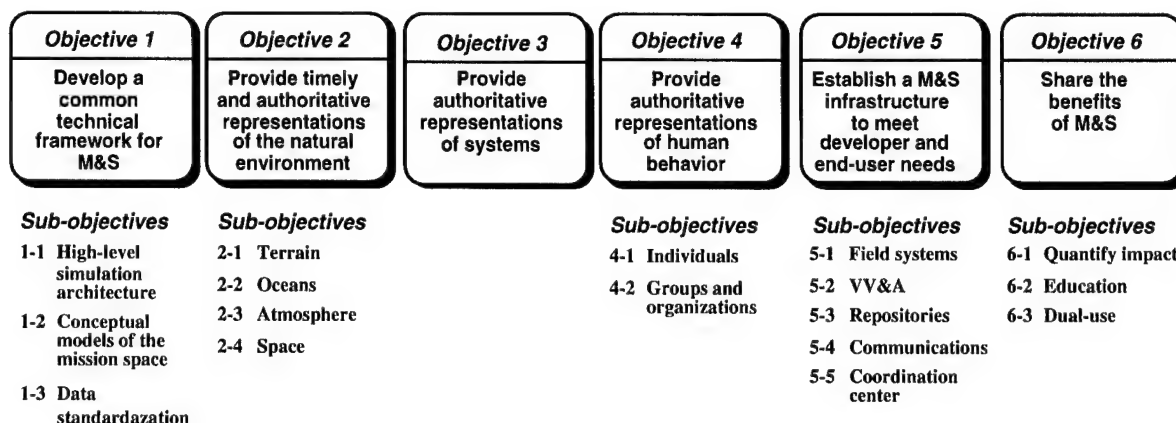 Objective 1
Develop a
common
technical
framework for
M&S
Sub-objectives
1-1 High-level
simulation
architecture
1-2 Conceptual
models of the
mission space
1-3 Data
standardazation
Objective 2
Provide timely
and authoritative
representations
of the natural
environment
Sub-objectives
2-1 Terrain
2-2 Oceans
2-3 Atmosphere
2-4 Space
Objective 3
Provide
authoritative
representations
of systems
Objective 4
Provide
authoritative
representations
of human
behavior
Sub-objectives
4-1 Individuals
4-2 Groups and
organizations
Objective 5
Establish a M&S
infrastructure
to meet
developer and
end-user needs
Sub-objectives
5-1 Field systems
5-2 VV&A
5-3 Repositories
5-4 Communications
5-5 Coordination
center
Objective 6
Share the
benefits
of M&S
Sub-objectives
6-1 Quantify impact
6-2 Education
6-3 Dual-use